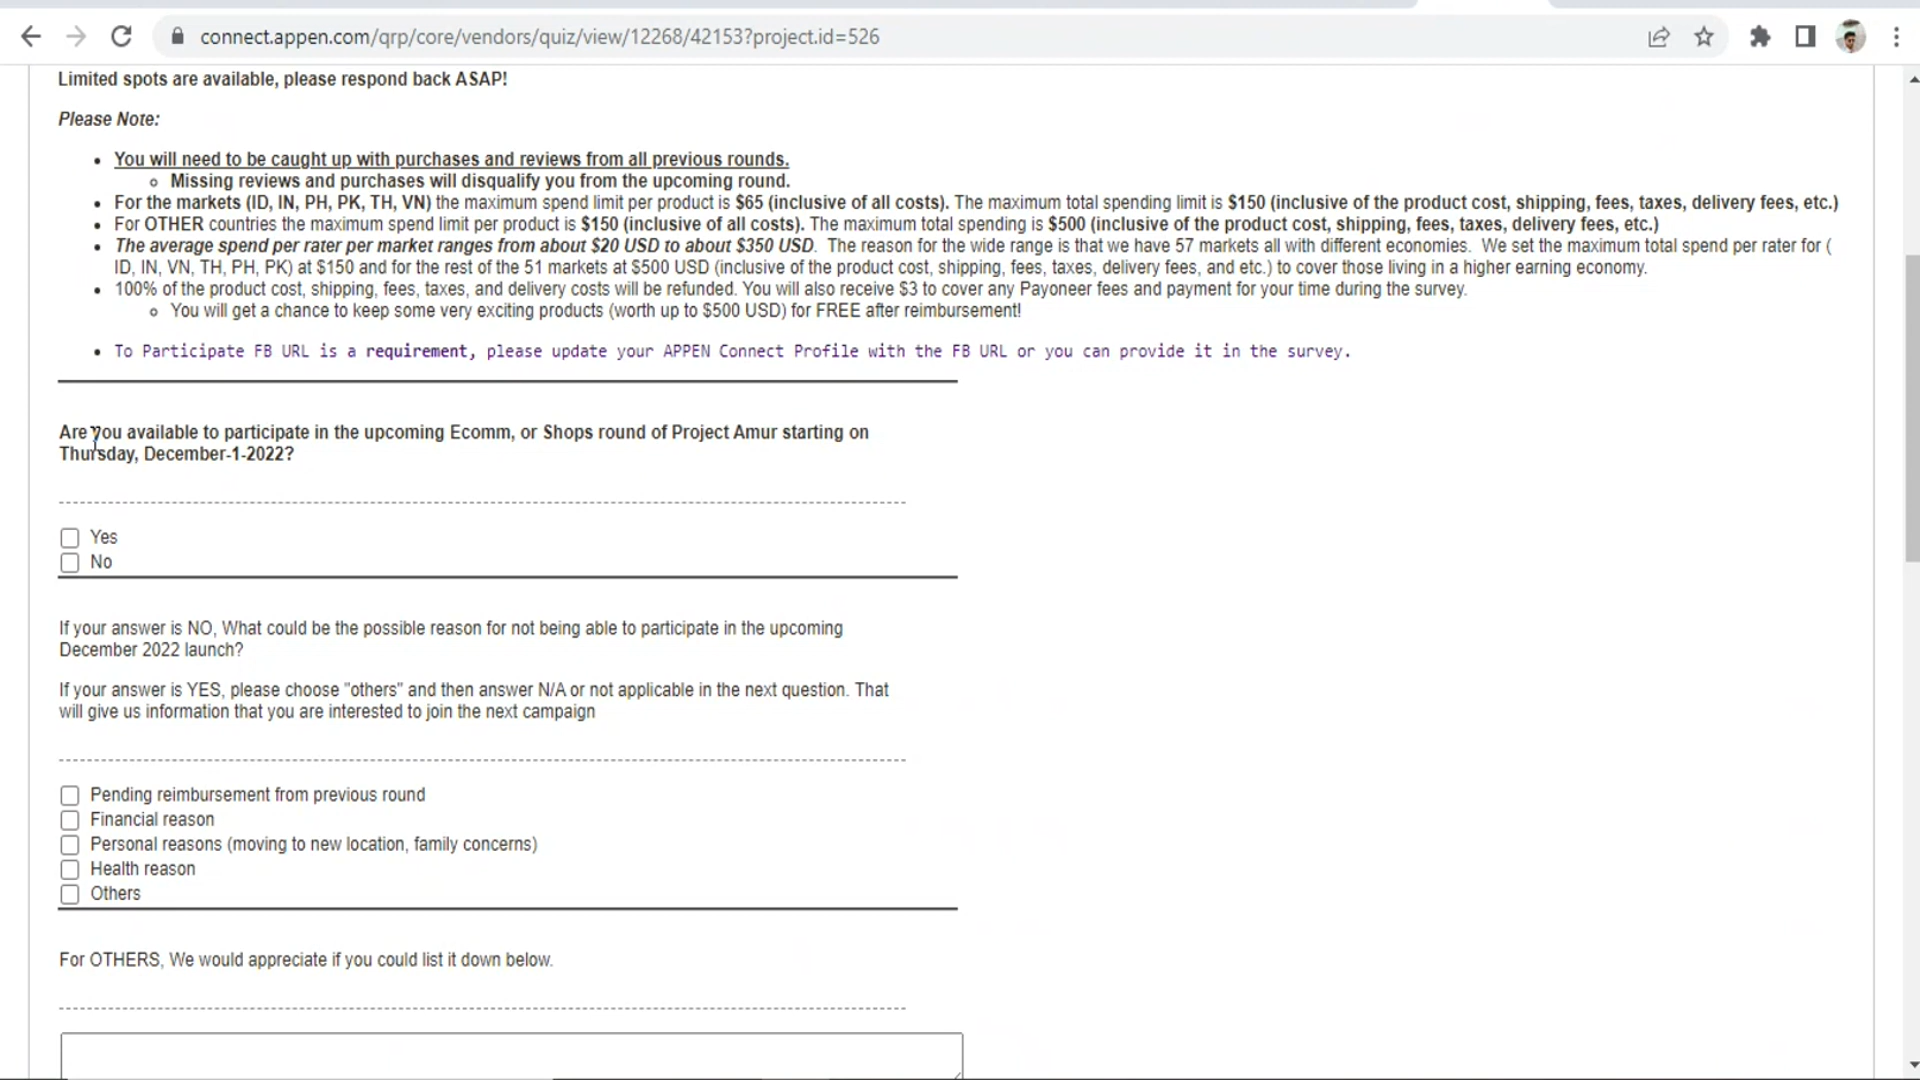 connect.appen.com/qrp/core/vendors/quiz/view/12268/42153?project.id=526
Limited spots are available, please respond back ASAP!
Please Note:
You will need to be caught up with purchases and reviews from all previous rounds.
Missing reviews and purchases will disqualify you from the upcoming round.
For the markets (ID, IN, PH, PK, TH, VN) the maximum spend limit per product is $65 (inclusive of all costs). The maximum total spending limit is $150 (inclusive of the product cost, shipping, fees, taxes, delivery fees, etc.)
For OTHER countries the maximum spend limit per product is $150 (inclusive of all costs). The maximum total spending is $500 (inclusive of the product cost, shipping, fees, taxes, delivery fees, etc.)
The average spend per rater per market ranges from about $20 USD to about $350 USD. The reason for the wide range is that we have 57 markets all with different economies. We set the maximum total spend per rater for (
ID, IN, VN, TH, PH, PK) at $150 and for the rest of the 51 markets at $500 USD (inclusive of the product cost, shipping, fees, taxes, delivery fees, and etc.) to cover those living in a higher earning economy.
100% of the product cost, shipping, fees, taxes, and delivery costs will be refunded. You will also receive $3 to cover any Payoneer fees and payment for your time during the survey.
You will get a chance to keep some very exciting products (worth up to $500 USD) for FREE after reimbursement!
To Participate FB URL is a requirement, please update your APPEN Connect Profile with the FB URL or you can provide it in the survey.
Are you available to participate in the upcoming Ecomm, or Shops round of Project Amur starting on
Thursday, December-1-2022?
Yes
No
If your answer is NO, What could be the possible reason for not being able to participate in the upcoming
December 2022 launch?
If your answer is YES, please choose "others" and then answer N/A or not applicable in the next question. That
will give us information that you are interested to join the next campaign
Pending reimbursement from previous round
Financial reason
Personal reasons (moving to new location, family concerns)
Health reason
Others
For OTHERS, We would appreciate if you could list it down below.